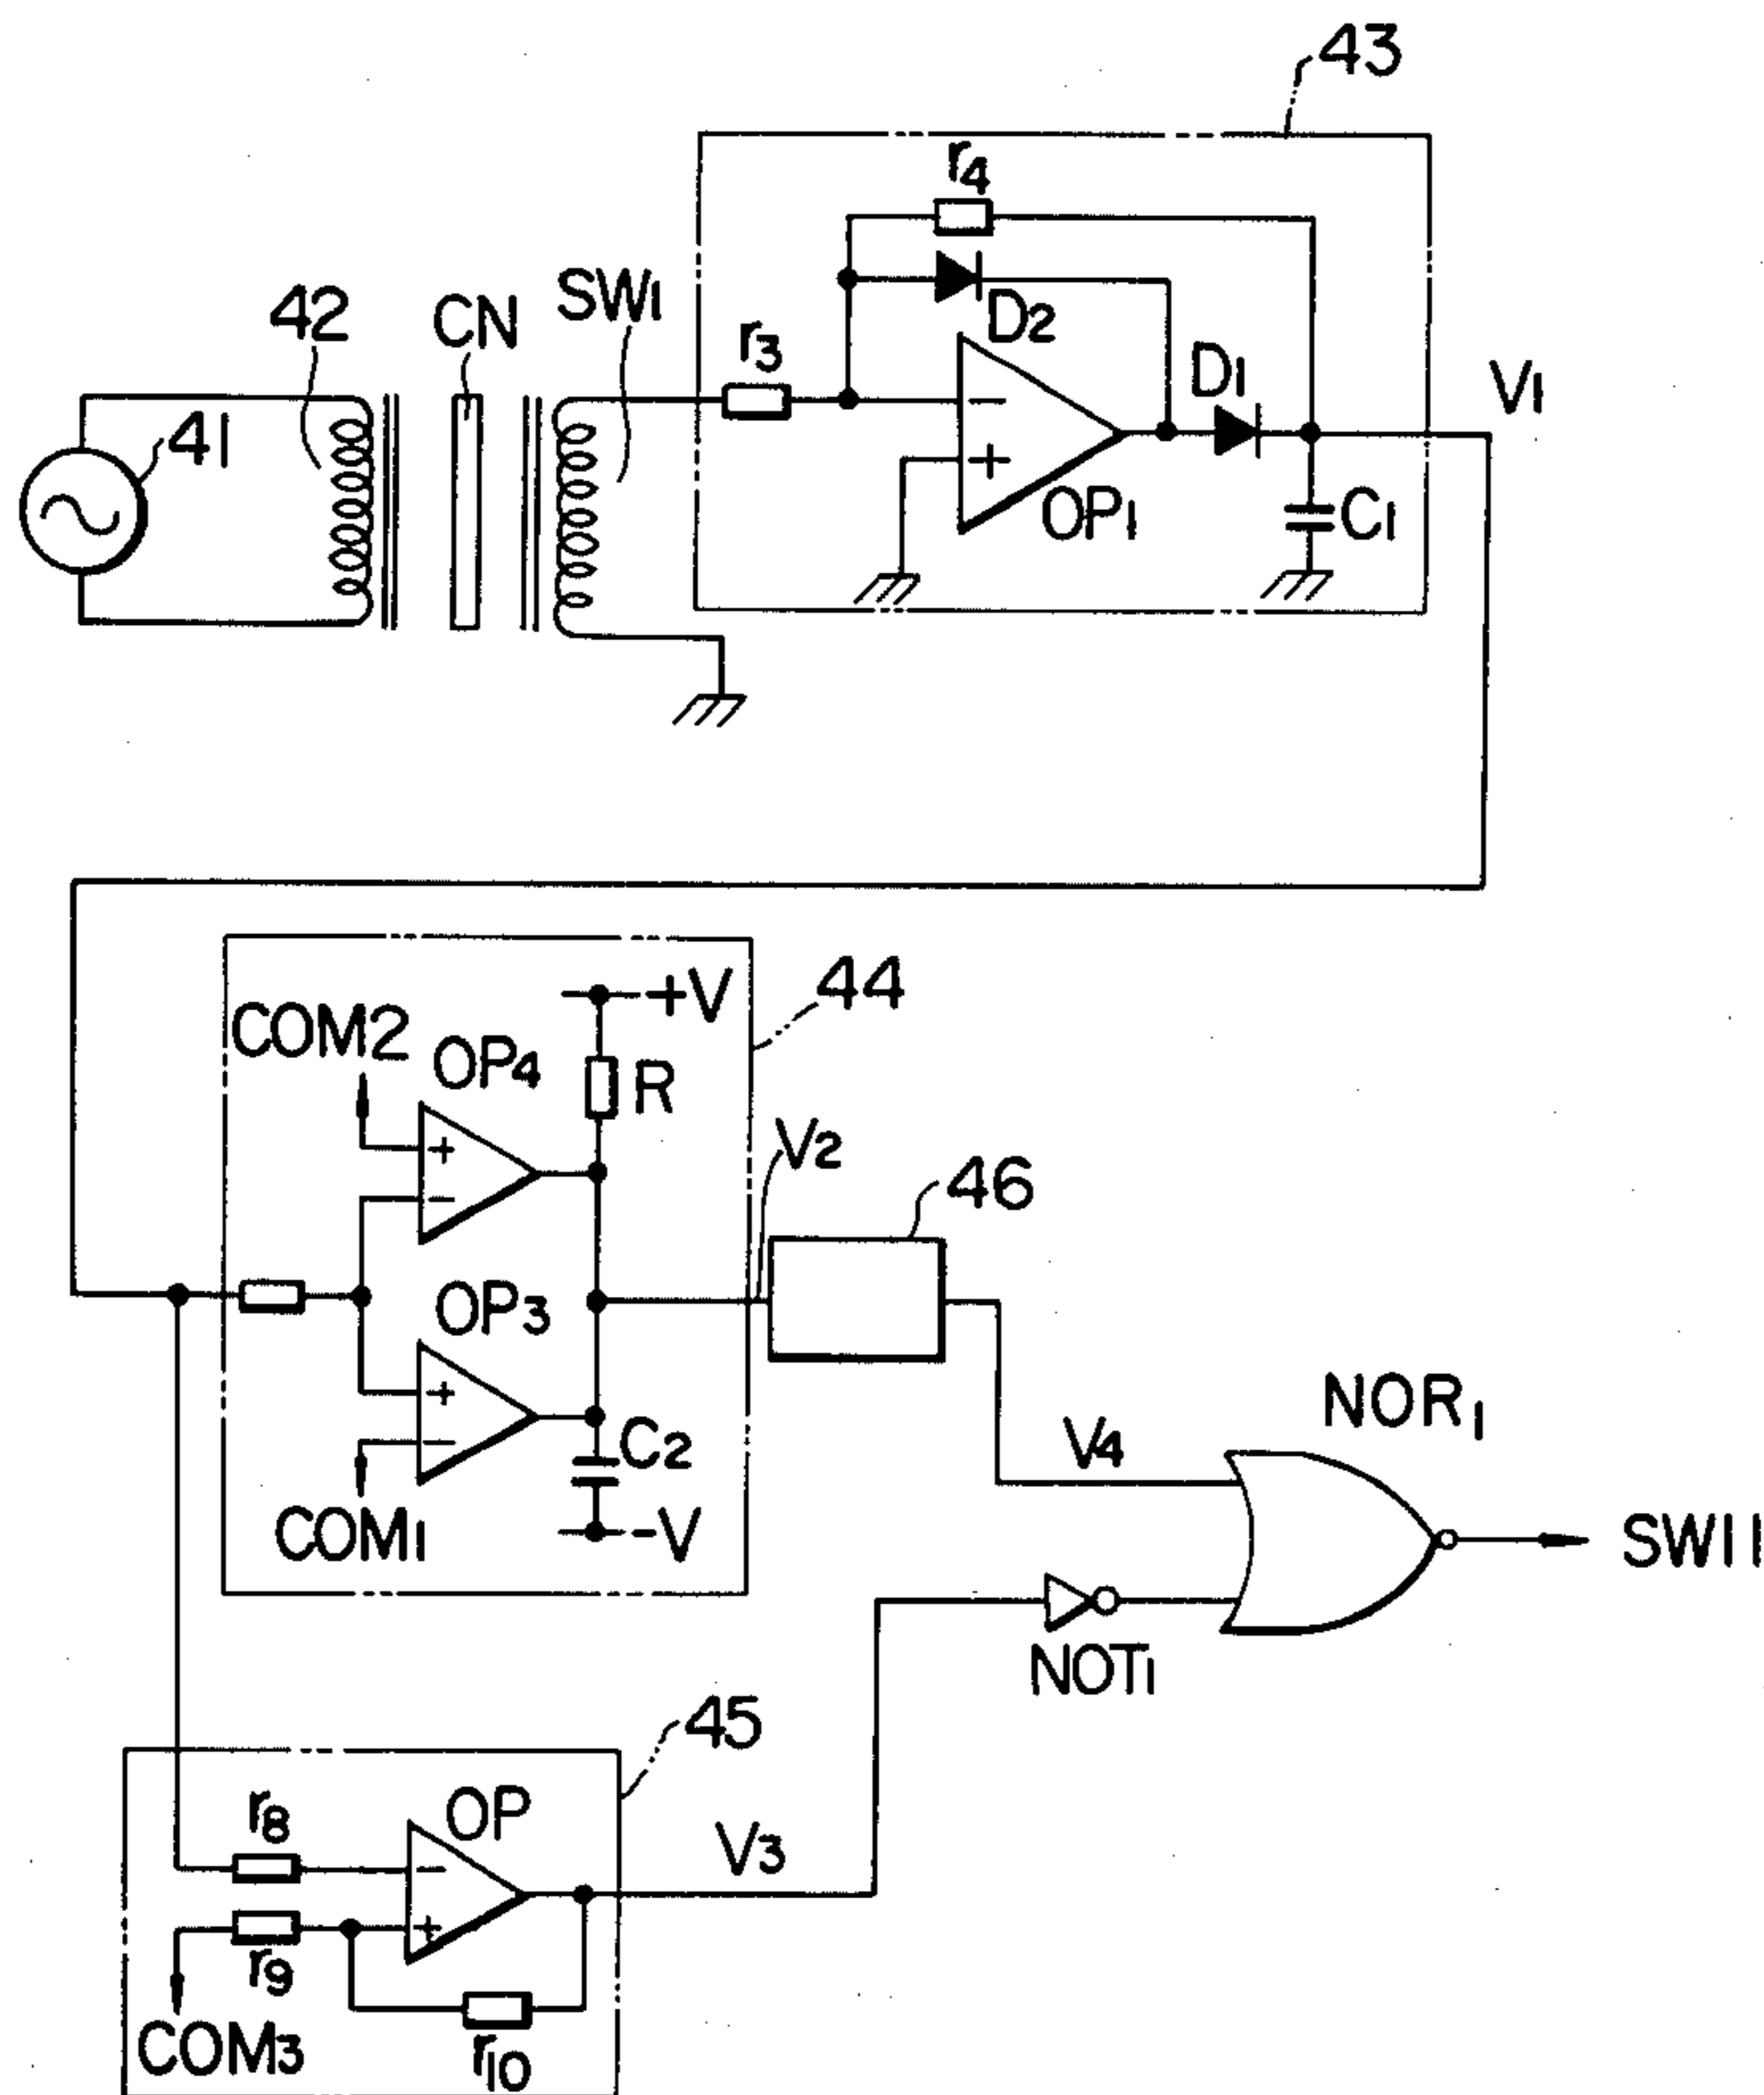 43
r4
42
CN
SW1
D2
r3
D1
V1
41
−
+
OP1
C1
+V
44
COM2
OP4
R
+
V2
−
46
OP3
+
NOR1
−
C2
V4
COM1
−V
SW11
NOT1
45
OP
r8
V3
−
+
r9
COM3
r10